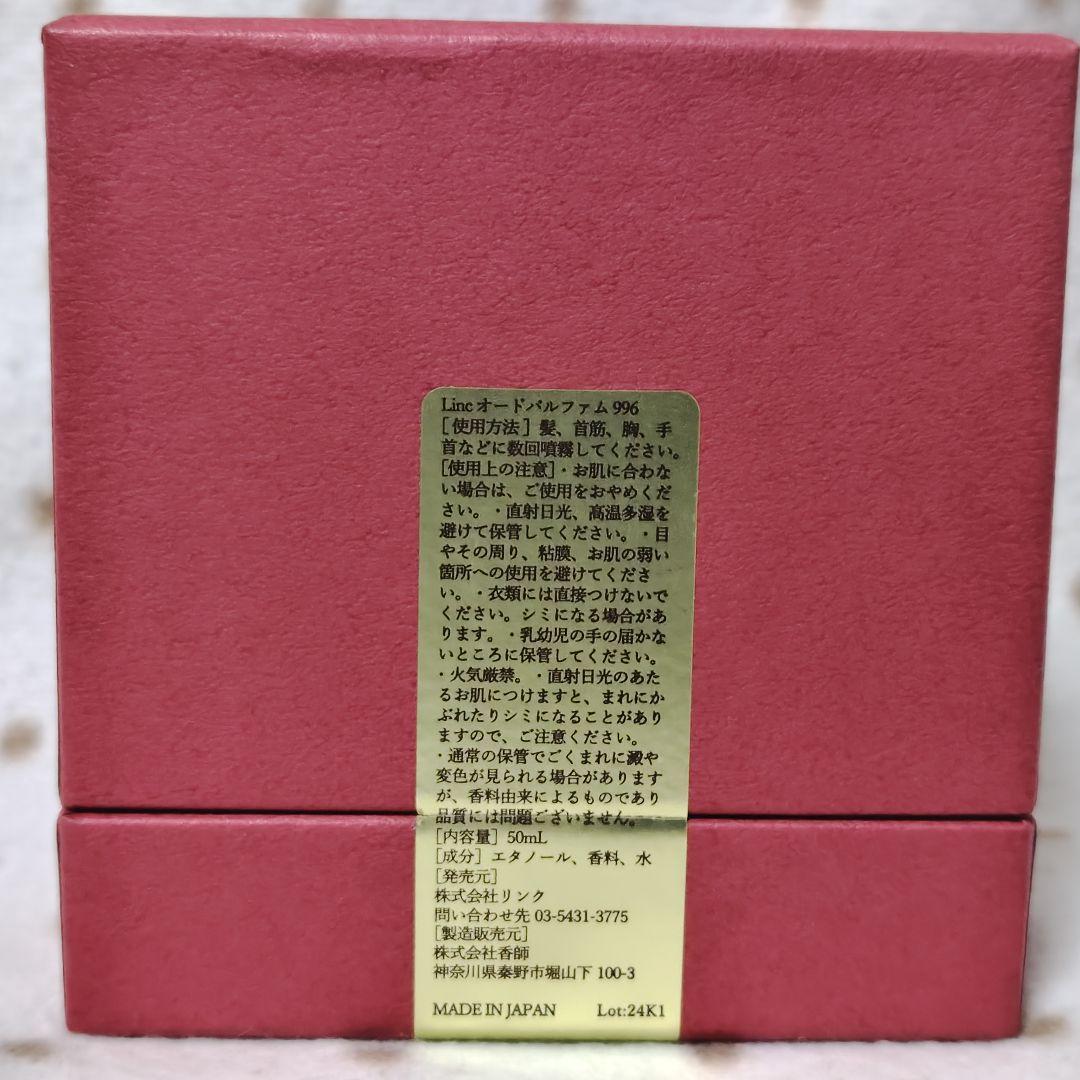 Lincオードパルファム996
[使用方法]髪、首筋、胸、手
首などに数回噴霧してください。
[使用上の注意]・お肌に合わな
い場合は、ご使用をおやめくだ
さい。・直射日光、高温多湿を
避けて保管してください。・目
やその周り、粘膜、お肌の弱い
箇所への使用を避けてくださ
い。・衣類には直接つけないで
ください。シミになる場合があ
ります。・乳幼児の手の届かな
いところに保管してください。
・火気厳禁。・直射日光のあた
るお肌につけますと、まれにか
ぶれたりシミになることがあり
ますので、ご注意ください。
・通常の保管でごくまれに澱や
変色が見られる場合があります
が、香料由来によるものであり
品質には問題ございません。
[内容量] 50mL
[成分] エタノール、香料、水
[発売元]
株式会社リンク
問い合わせ先 03-5431-3775
[製造販売元]
株式会社香師
神奈川県秦野市堀山下 100-3
MADE IN JAPAN Lot:24K1